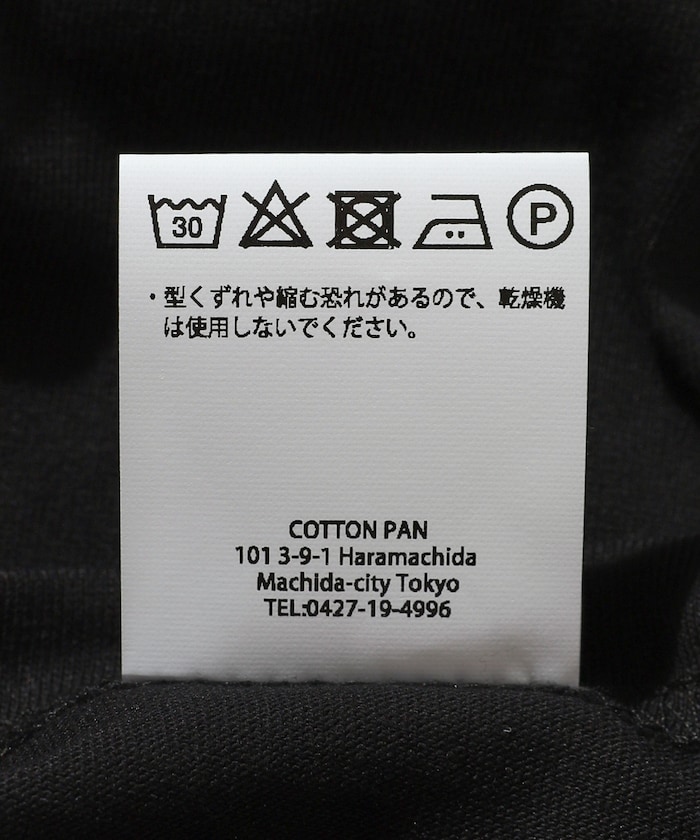 30
P
・型くずれや縮む恐れがあるので、乾燥機
は使用しないでください。
COTTON PAN
101 3-9-1 Haramachida
Machida-city Tokyo
TEL:0427-19-4996